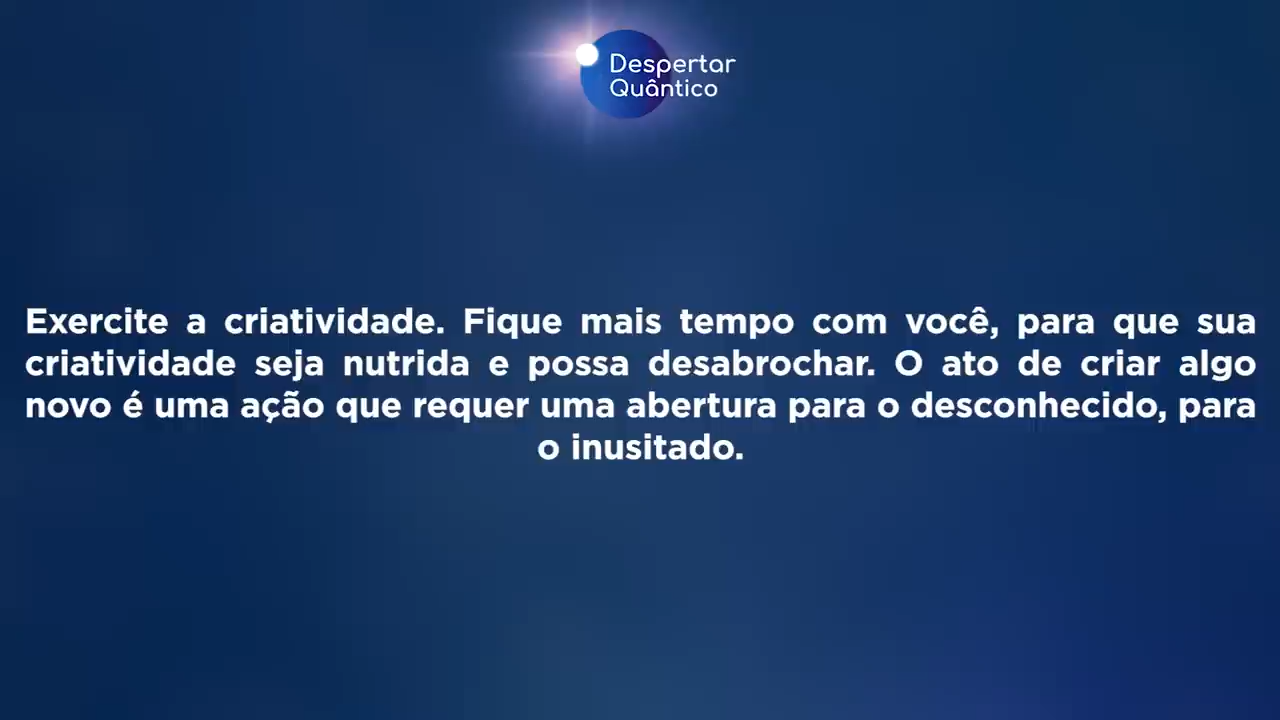 Despertar
Quântico
Exercite a criatividade. Fique mais tempo com você, para que sua
criatividade seja nutrida e possa desabrochar. O ato de criar algo
novo é uma ação que requer uma abertura para o desconhecido, para
o inusitado.